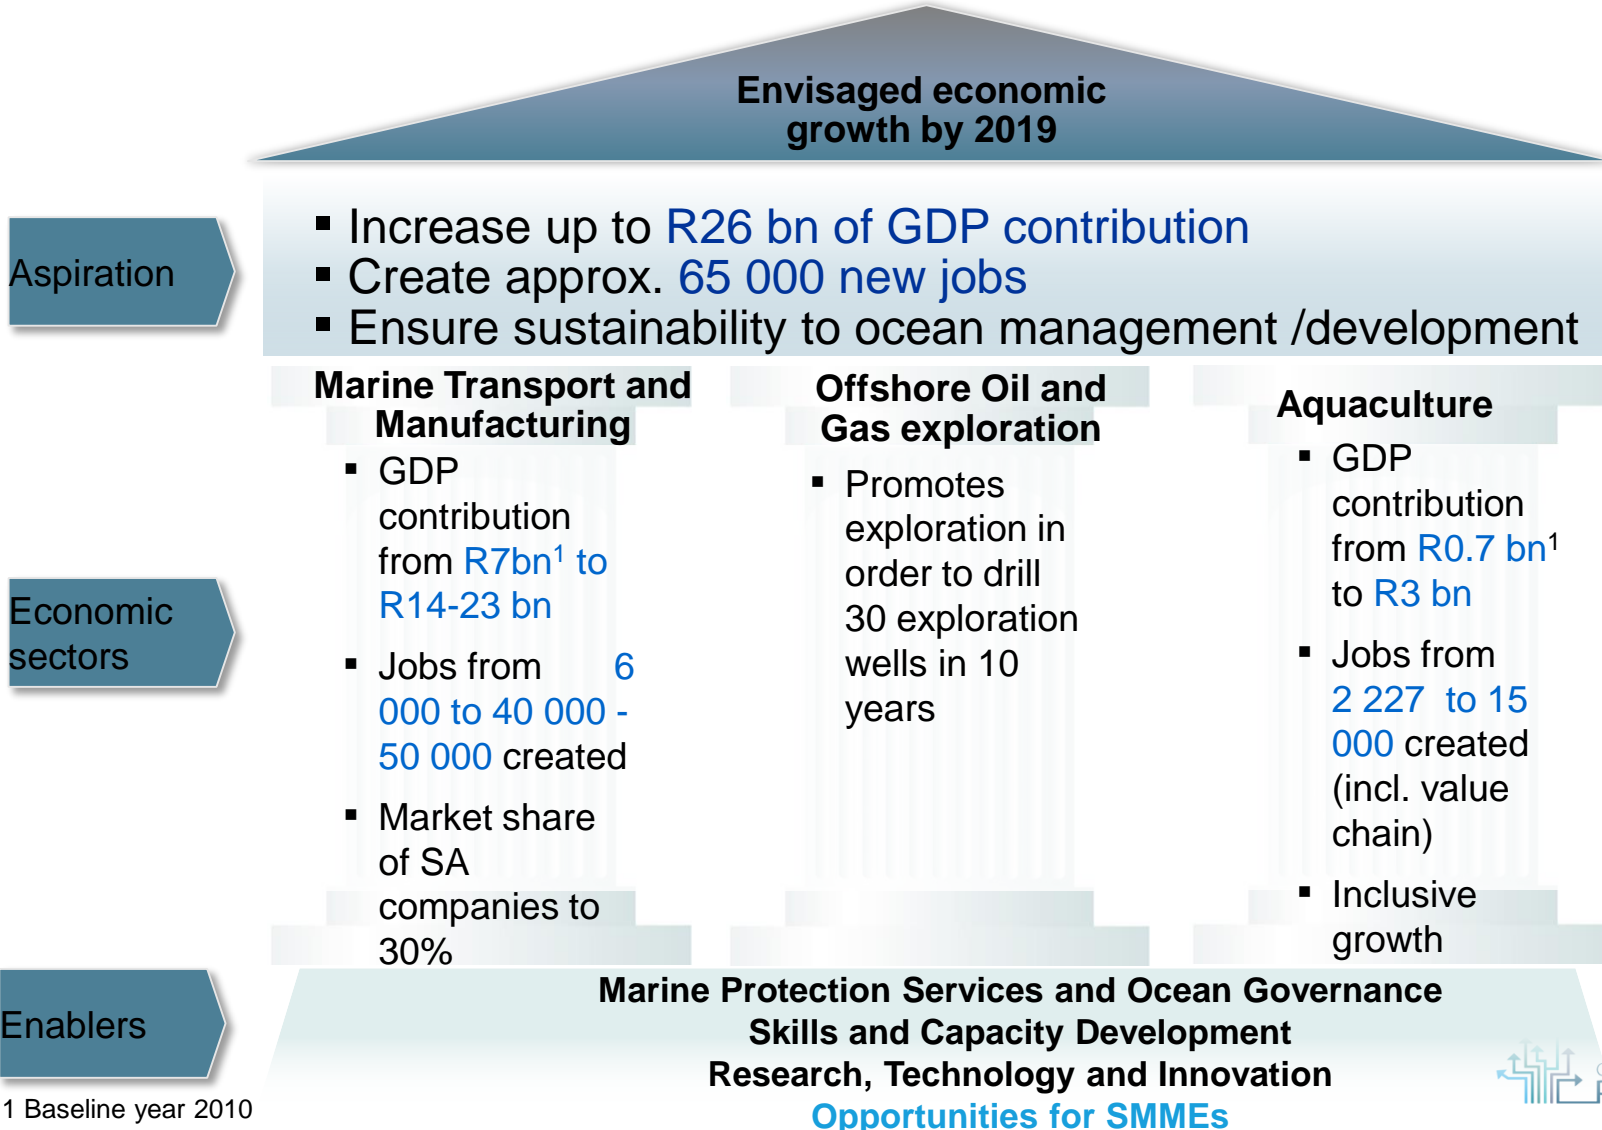 Envisaged economic
growth by 2019
Aspiration
▪ Increase up to R26 bn of GDP contribution
▪ Create approx. 65 000 new jobs
▪ Ensure sustainability to ocean management /development
Economic
sectors
Marine Transport and
Manufacturing
▪ GDP
contribution
from R7bn¹ to
R14-23 bn
▪ Jobs from 6
000 to 40 000 -
50 000 created
▪ Market share
of SA
companies to
30%
Offshore Oil and
Gas exploration
▪ Promotes
exploration in
order to drill
30 exploration
wells in 10
years
Aquaculture
▪ GDP
contribution
from R0.7 bn¹
to R3 bn
▪ Jobs from
2 227 to 15
000 created
(incl. value
chain)
▪ Inclusive
growth
Enablers
Marine Protection Services and Ocean Governance
Skills and Capacity Development
Research, Technology and Innovation
Opportunities for SMMEs
1 Baseline year 2010